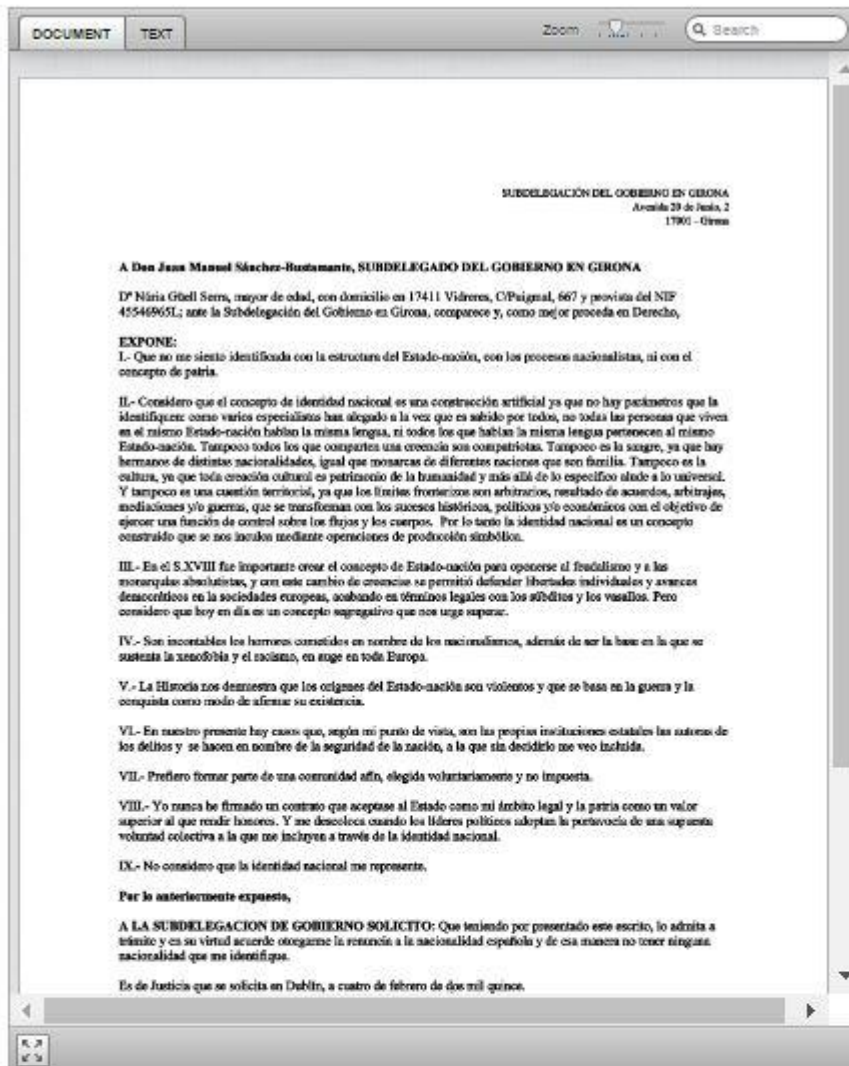 DOCUMENT
TEXT
Zoom
Search
SUBDELEGACIÓN DEL GOBIERNO EN GIRONA
Avenida 20 de Junio, 2
17001 - Girona
A Don Juan Manuel Sánchez-Bustamante, SUBDELEGADO DEL GOBIERNO EN GIRONA
Dª Núria Güell Serra, mayor de edad, con domicilio en 17411 Vidreres, C/Puigmal, 667 y provista del NIF
45546965L; ante la Subdelegación del Gobierno en Girona, comparece y, como mejor proceda en Derecho,
EXPONE:
I.- Que no me siento identificada con la estructura del Estado-nación, con los procesos nacionalistas, ni con el
concepto de patria.
II.- Considero que el concepto de identidad nacional es una construcción artificial ya que no hay parámetros que la
identifiquen: como varios especialistas han alegado a la vez que es sabido por todos, no todas las personas que viven
en el mismo Estado-nación hablan la misma lengua, ni todos los que hablan la misma lengua pertenecen al mismo
Estado-nación. Tampoco todos los que comparten una creencia son compatriotas. Tampoco es la sangre, ya que hay
hermanos de distintas nacionalidades, igual que monarcas de diferentes naciones que son familia. Tampoco es la
cultura, ya que toda creación cultural es patrimonio de la humanidad y más allá de lo específico alude a lo universal.
Y tampoco es una cuestión territorial, ya que los límites fronterizos son arbitrarios, resultado de acuerdos, arbitrajes,
mediaciones y/o guerras, que se transforman con los sucesos históricos, políticos y/o económicos con el objetivo de
ejercer una función de control sobre los flujos y los cuerpos. Por lo tanto la identidad nacional es un concepto
construido que se nos inculca mediante operaciones de producción simbólica.
III.- En el S.XVIII fue importante crear el concepto de Estado-nación para oponerse al feudalismo y a las
monarquías absolutistas, y con este cambio de creencias se permitió defender libertades individuales y avances
democráticos en la sociedades europeas, acabando en términos legales con los súbditos y los vasallos. Pero
considero que hoy en día es un concepto segregativo que nos urge superar.
IV.- Son incontables los horrores cometidos en nombre de los nacionalismos, además de ser la base en la que se
sustenta la xenofobia y el racismo, en auge en toda Europa.
V.- La Historia nos demuestra que los orígenes del Estado-nación son violentos y que se basa en la guerra y la
conquista como modo de afirmar su existencia.
VI.- En nuestro presente hay casos que, según mi punto de vista, son las propias instituciones estatales las autoras de
los delitos y se hacen en nombre de la seguridad de la nación, a la que sin decidirlo me veo incluida.
VII.- Prefiero formar parte de una comunidad afín, elegida voluntariamente y no impuesta.
VIII.- Yo nunca he firmado un contrato que aceptase al Estado como mi ámbito legal y la patria como un valor
superior al que rendir honores. Y me descoloca cuando los líderes políticos adoptan la portavocía de una supuesta
voluntad colectiva a la que me incluyen a través de la identidad nacional.
IX.- No considero que la identidad nacional me represente.
Por lo anteriormente expuesto,
A LA SUBDELEGACION DE GOBIERNO SOLICITO: Que teniendo por presentado este escrito, lo admita a
trámite y en su virtud acuerde otorgarme la renuncia a la nacionalidad española y de esa manera no tener ninguna
nacionalidad que me identifique.
Es de Justicia que se solicita en Dublín, a cuatro de febrero de dos mil quince.